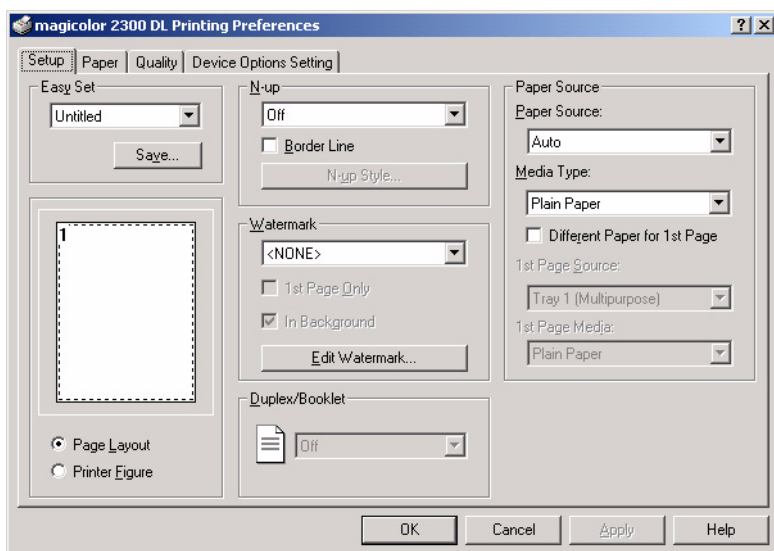 magicolor 2300 DL Printing Preferences
Setup
Paper
Quality
Device Options Setting
Easy Set
Untitled
Save...
1
Page Layout
Printer Figure
N-up
Off
Border Line
N-up Style...
Watermark
<NONE>
1st Page Only
In Background
Edit Watermark...
Duplex/Booklet
Off
Paper Source
Paper Source:
Auto
Media Type:
Plain Paper
Different Paper for 1st Page
1st Page Source:
Tray 1 (Multipurpose)
1st Page Media:
Plain Paper
OK
Cancel
Apply
Help